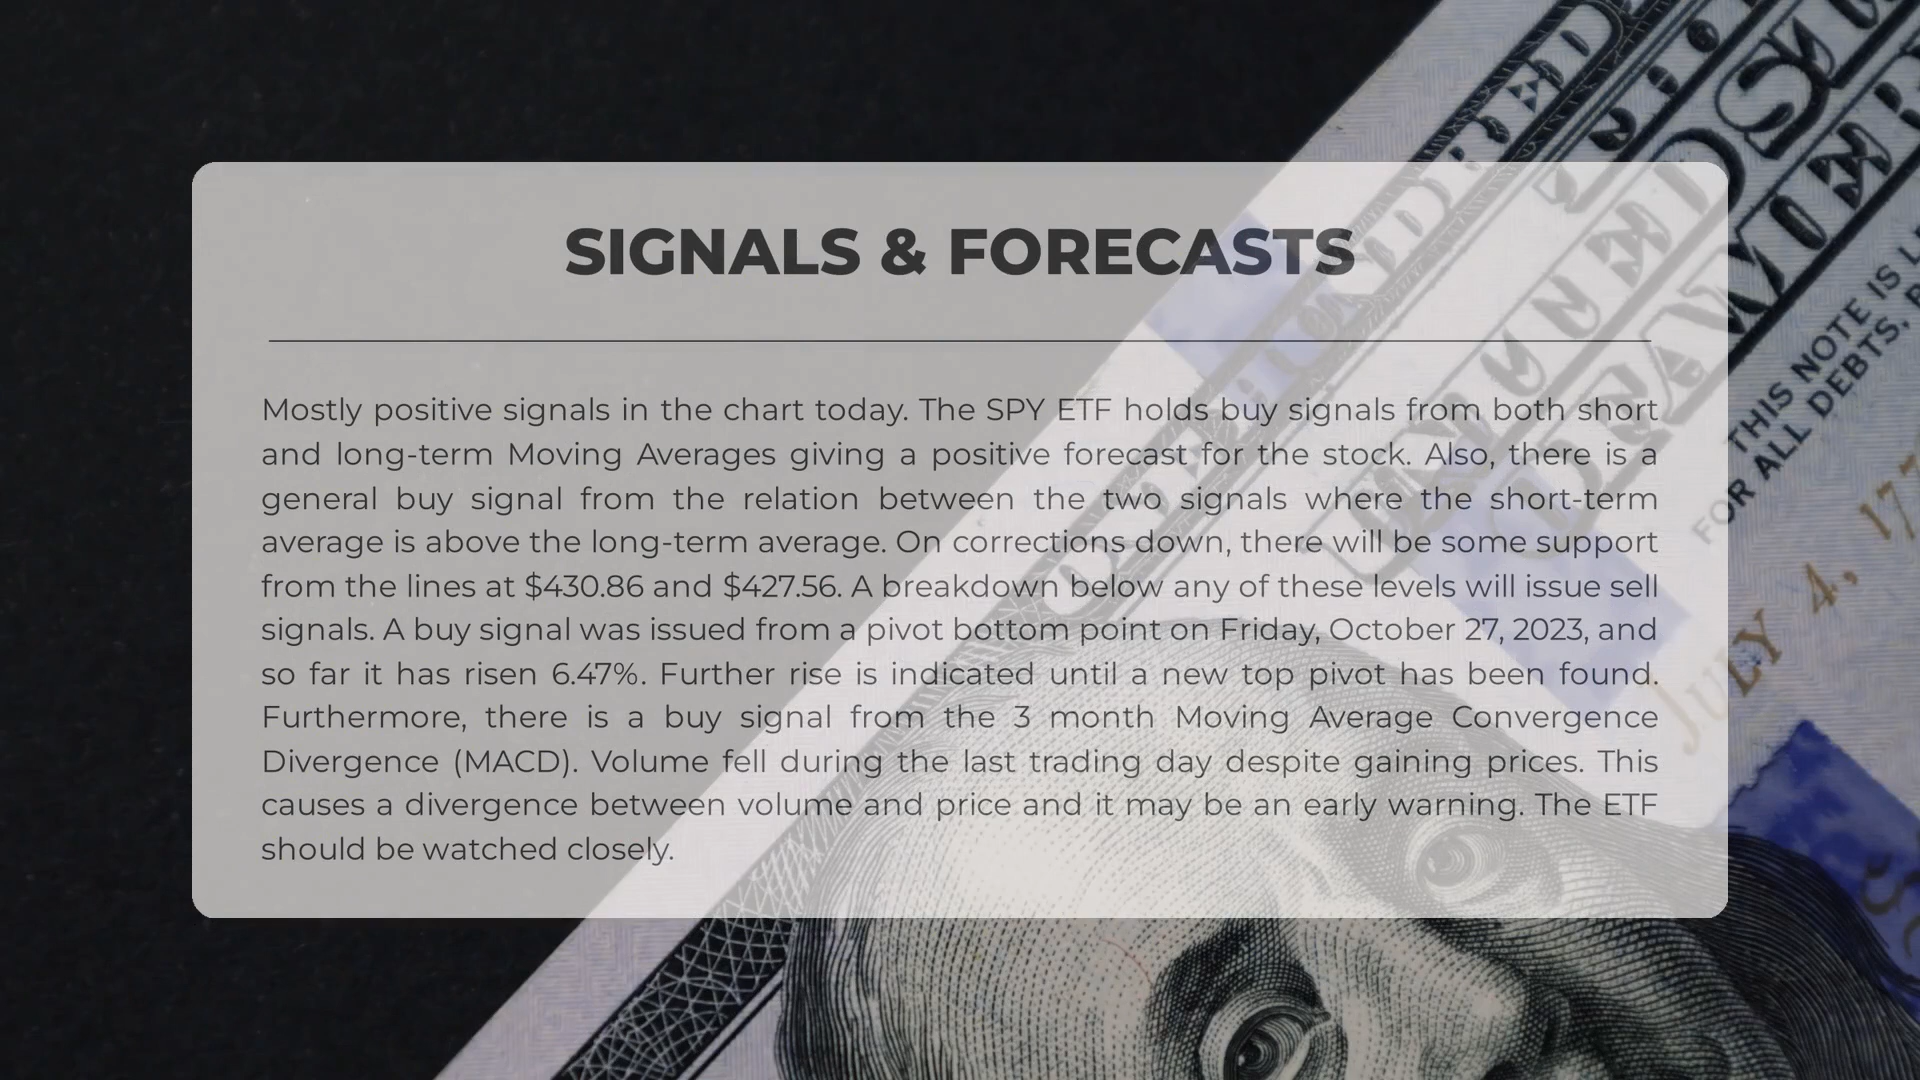 SIGNALS & FORECASTS
Mostly positive signals in the chart today. The SPY ETF holds buy signals from both short
and long-term Moving Averages giving a positive forecast for the stock. Also, there is a
general buy signal from the relation between the two signals where the short-term
average is above the long-term average. On corrections down, there will be some support
from the lines at $430.86 and $427.56. A breakdown below any of these levels will issue sell
signals. A buy signal was issued from a pivot bottom point on Friday, October 27, 2023, and
so far it has risen 6.47%. Further rise is indicated until a new top pivot has been found.
Furthermore, there is a buy signal from the 3 month Moving Average Convergence
Divergence (MACD). Volume fell during the last trading day despite gaining prices. This
causes a divergence between volume and price and it may be an early warning. The ETF
should be watched closely.
THIS NOTE IS
FOR ALL DEBTS,
JULY 4,